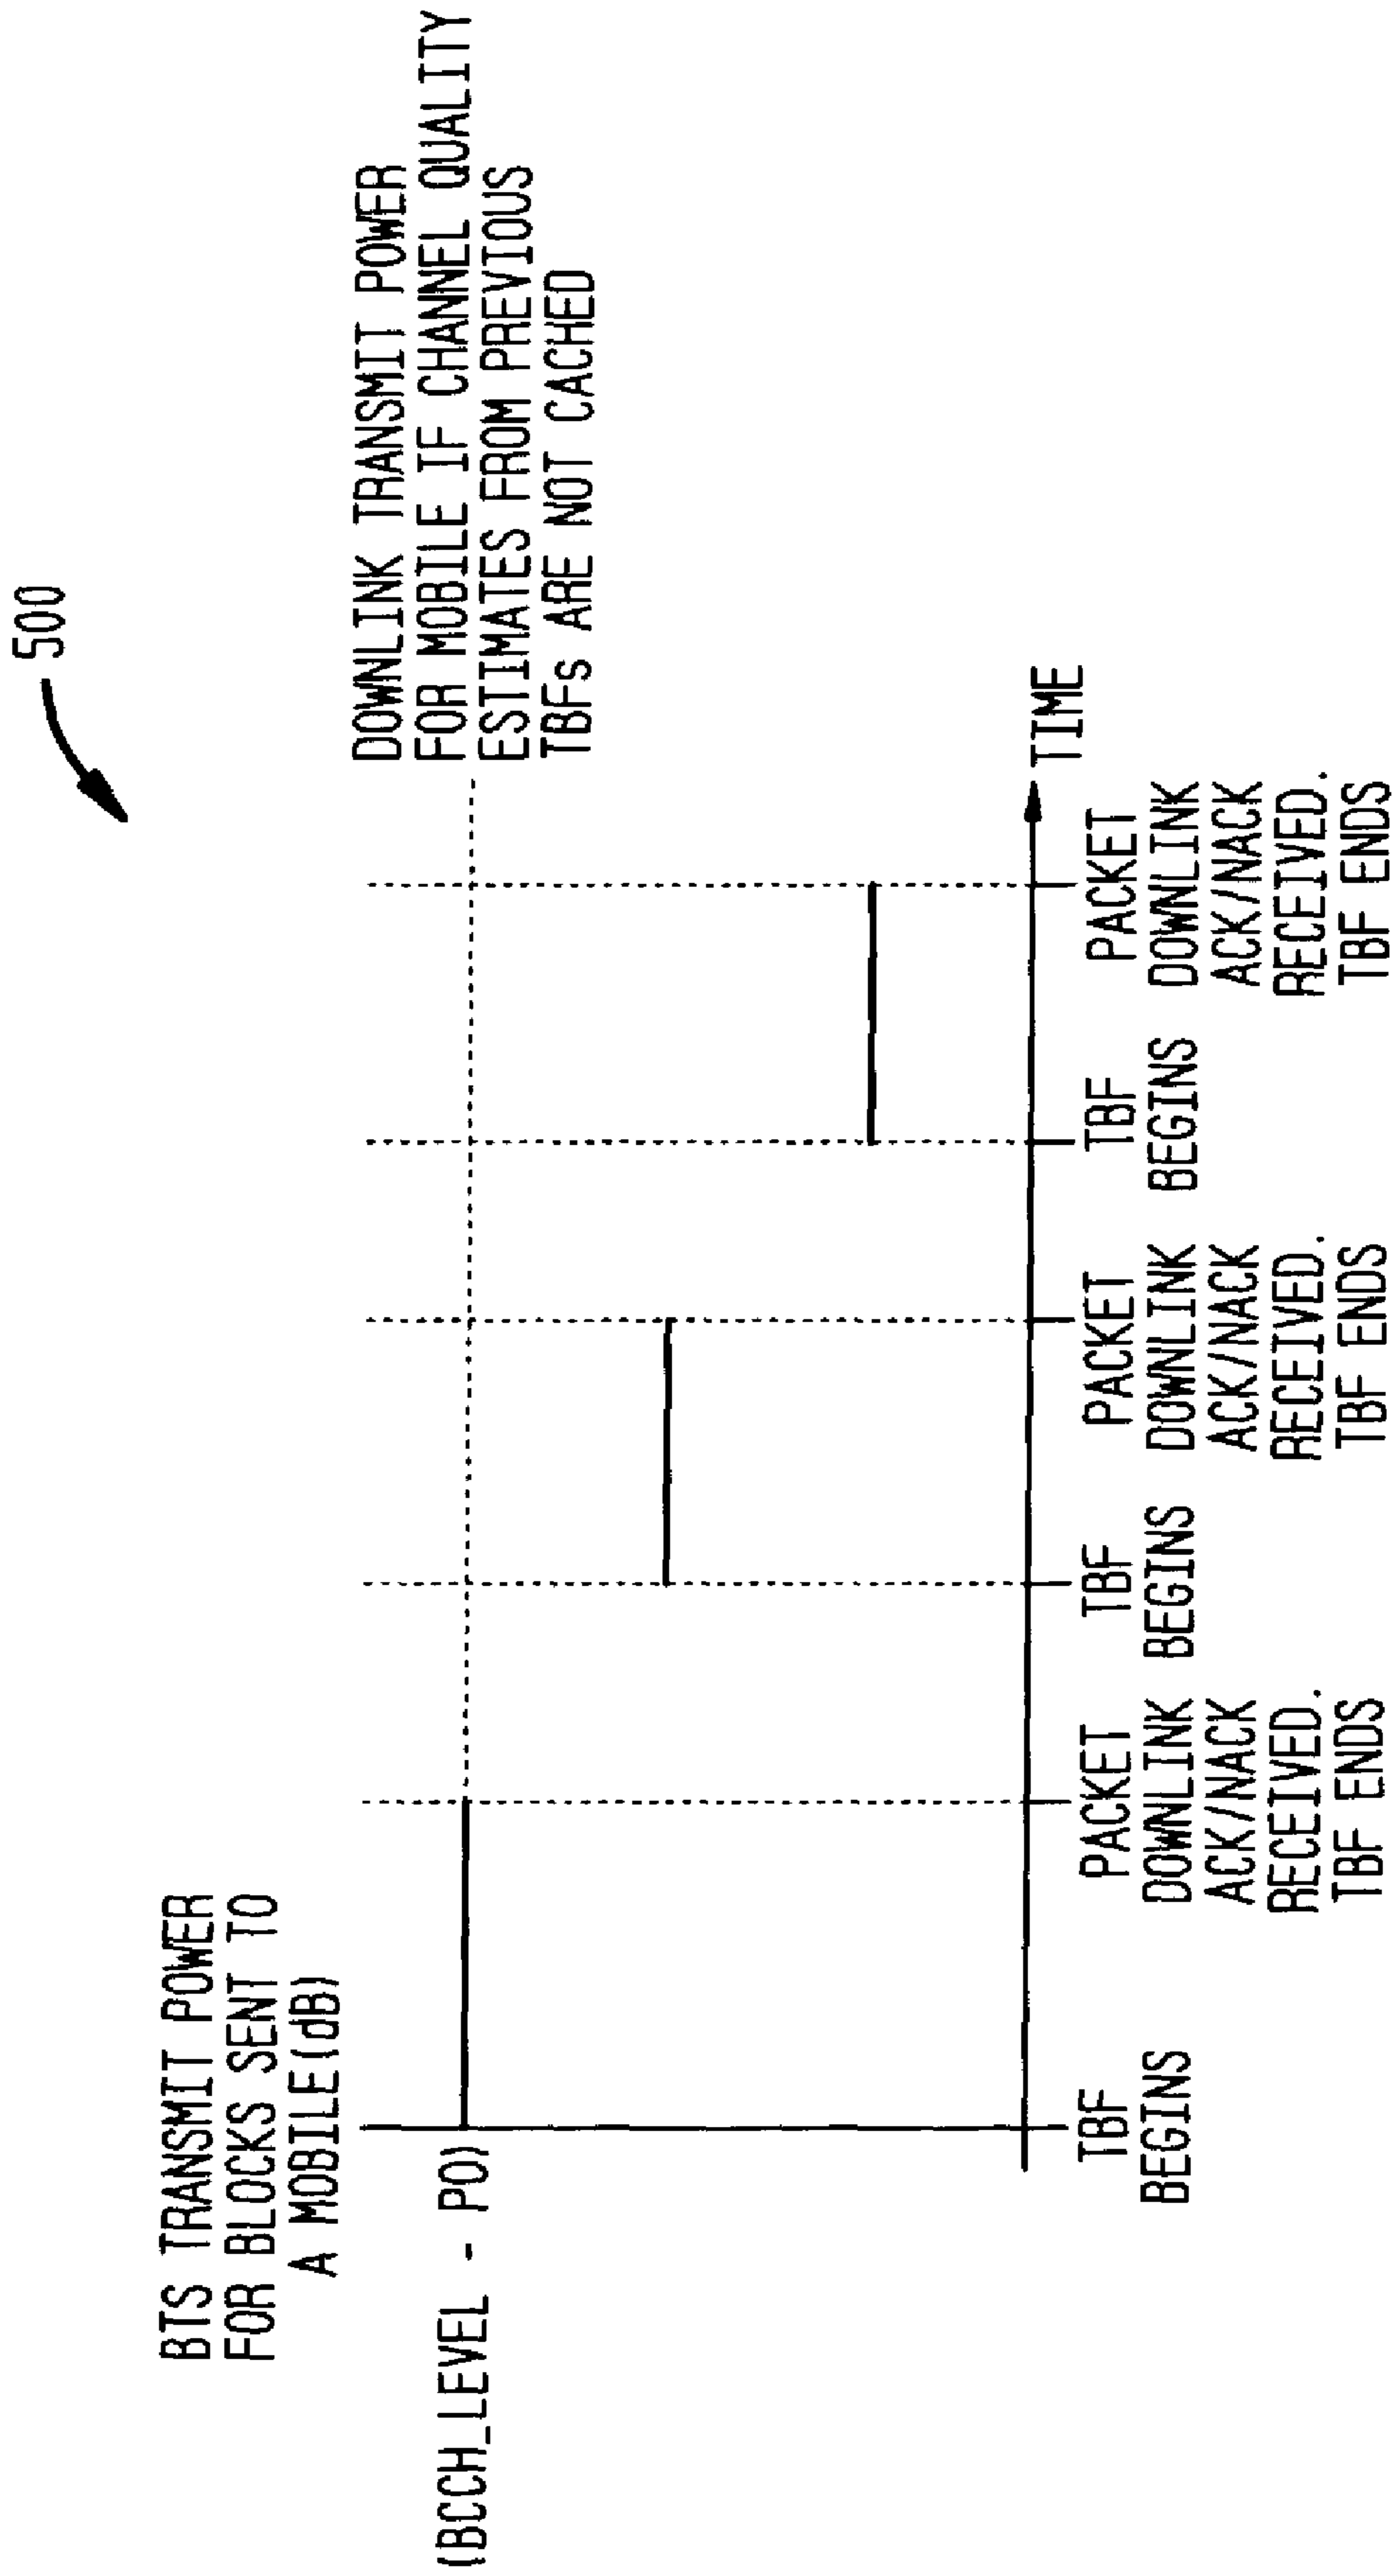 500
BTS TRANSMIT POWER
FOR BLOCKS SENT TO
A MOBILE(dB)
(BCCH_LEVEL - P0)
DOWNLINK TRANSMIT POWER
FOR MOBILE IF CHANNEL QUALITY
ESTIMATES FROM PREVIOUS
TBFs ARE NOT CACHED
TIME
TBF
BEGINS
PACKET
DOWNLINK
ACK/NACK
RECEIVED.
TBF ENDS
TBF
BEGINS
PACKET
DOWNLINK
ACK/NACK
RECEIVED.
TBF ENDS
TBF
BEGINS
PACKET
DOWNLINK
ACK/NACK
RECEIVED.
TBF ENDS